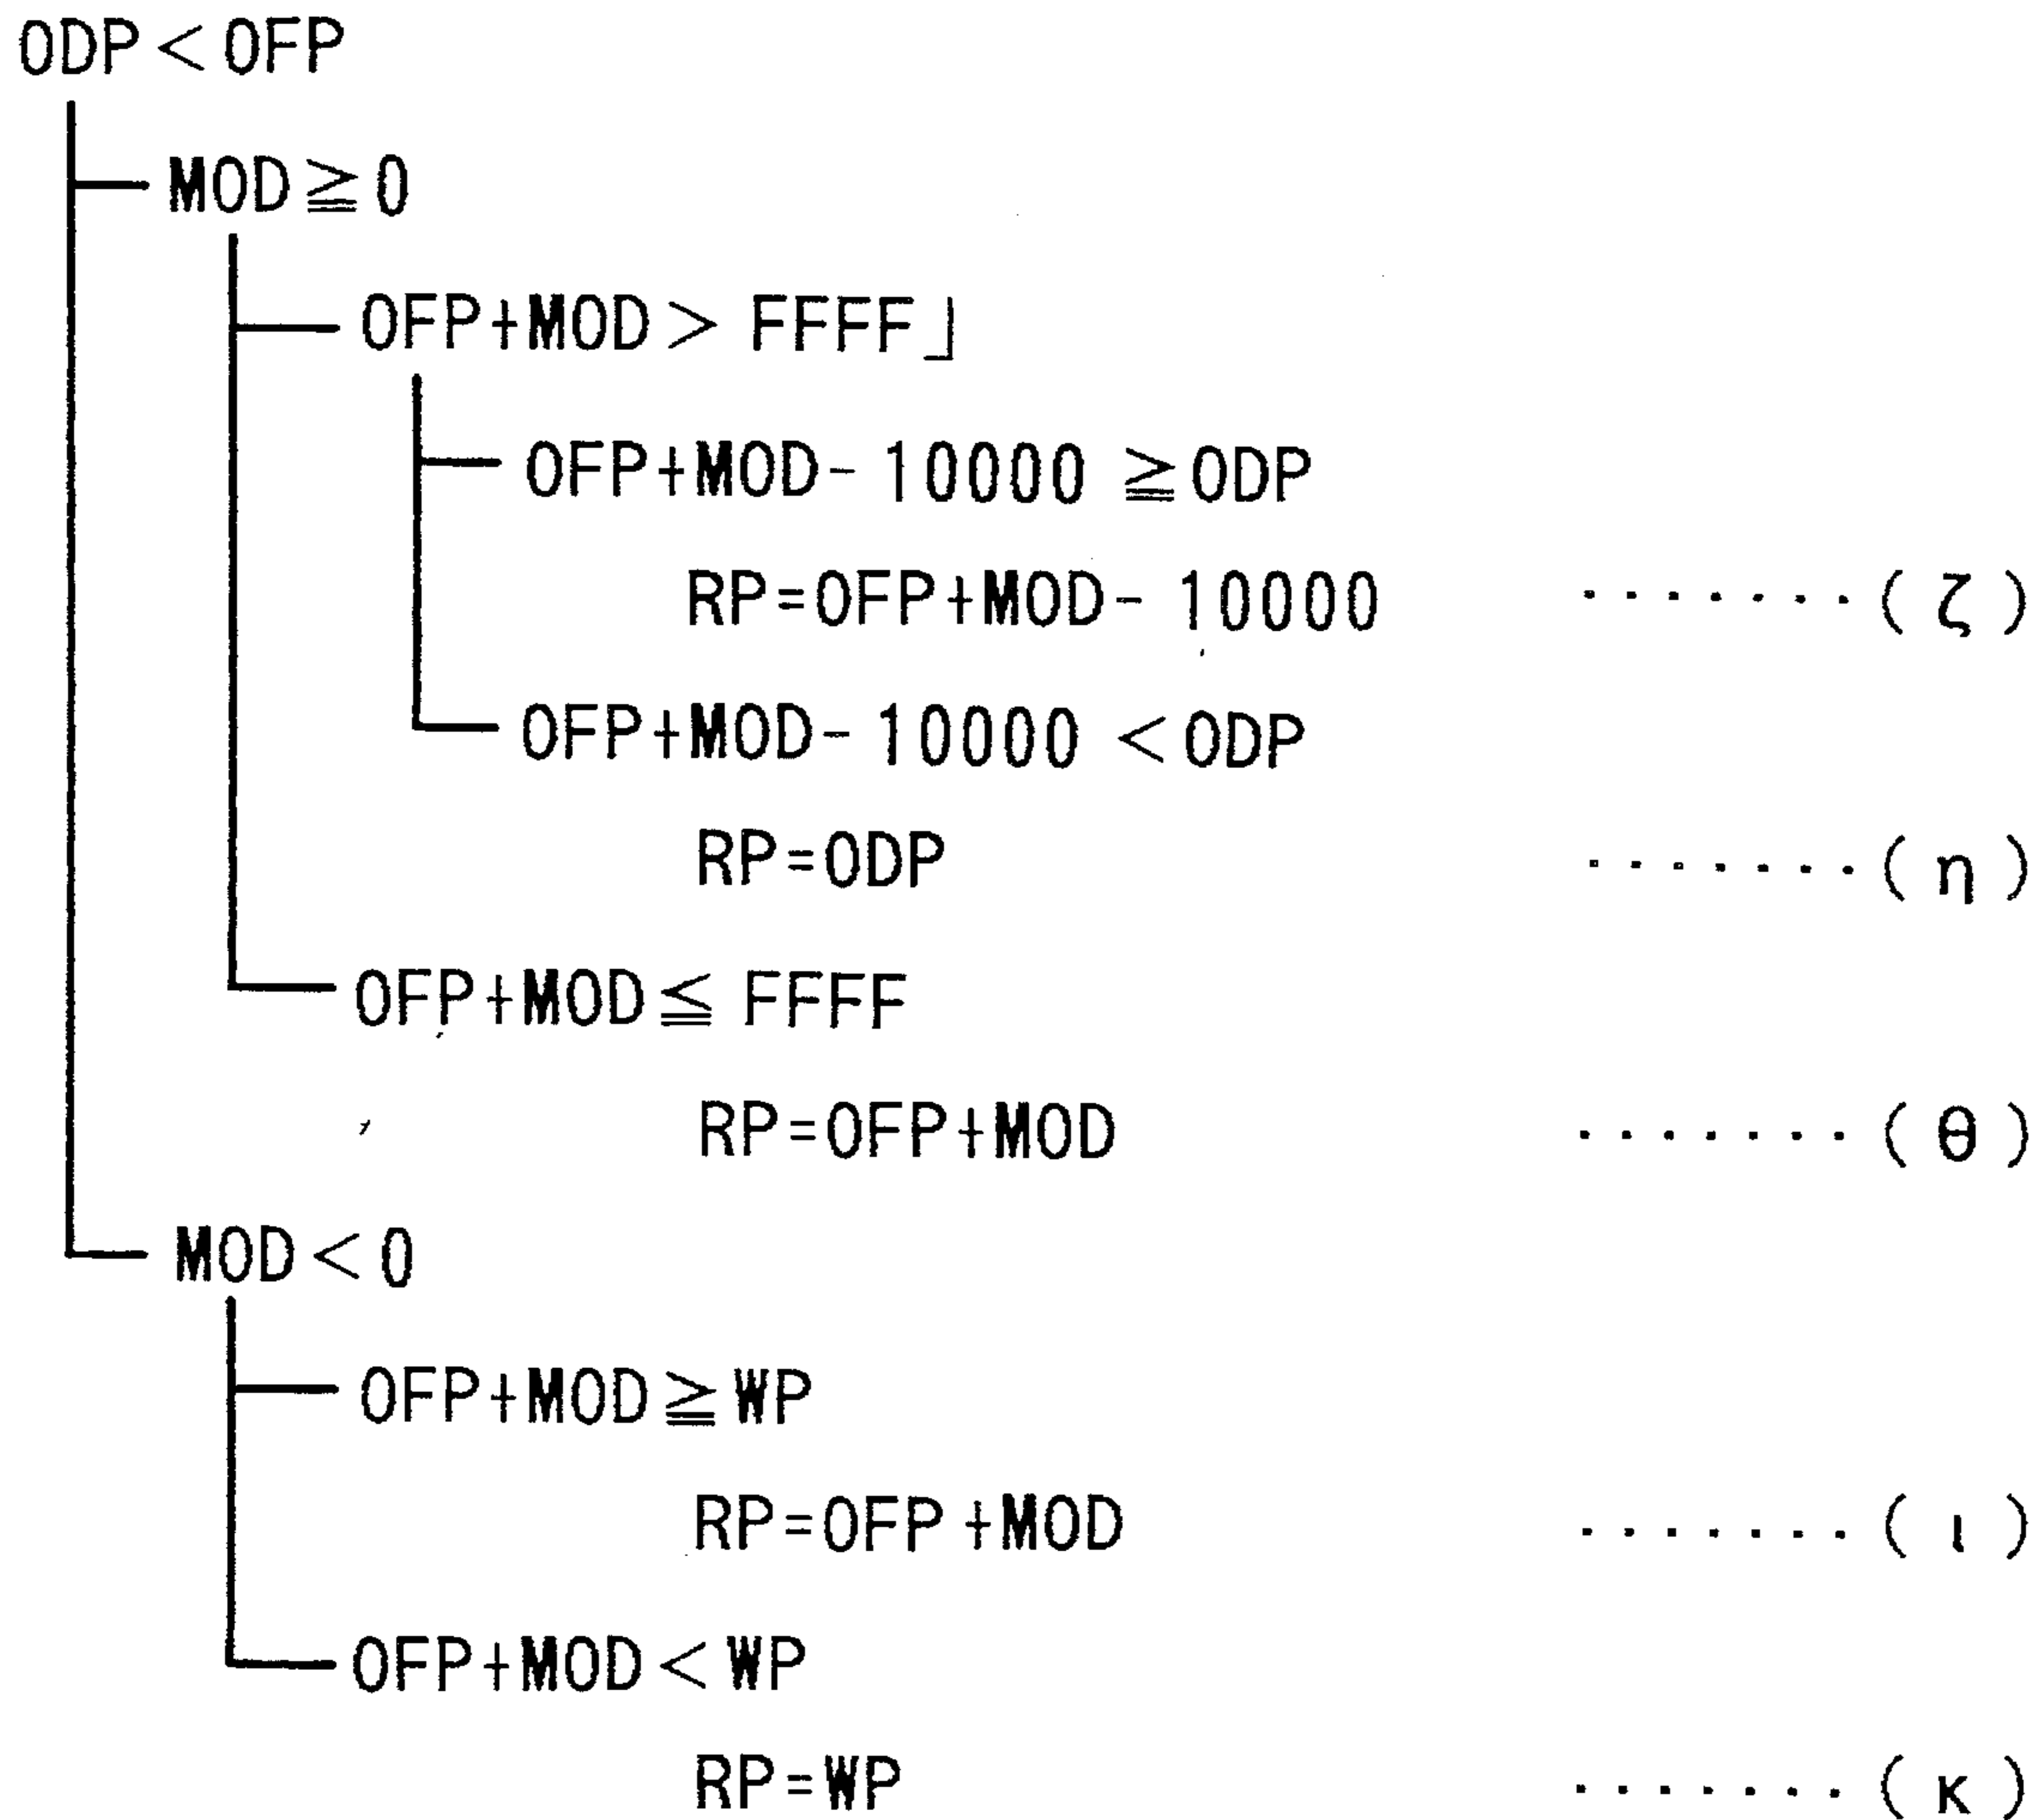 ODP<OFP
MOD≧0
OFP+MOD>FFFF」
OFP+MOD-10000≧ODP
RP=OFP+MOD-10000 ·······(ζ)
OFP+MOD-10000<ODP
RP=ODP ·······(η)
OFP+MOD≦FFFF
RP=OFP+MOD ·······(θ)
MOD<0
OFP+MOD≧WP
RP=OFP+MOD ·······(ι)
OFP+MOD<WP
RP=WP ·······(κ)